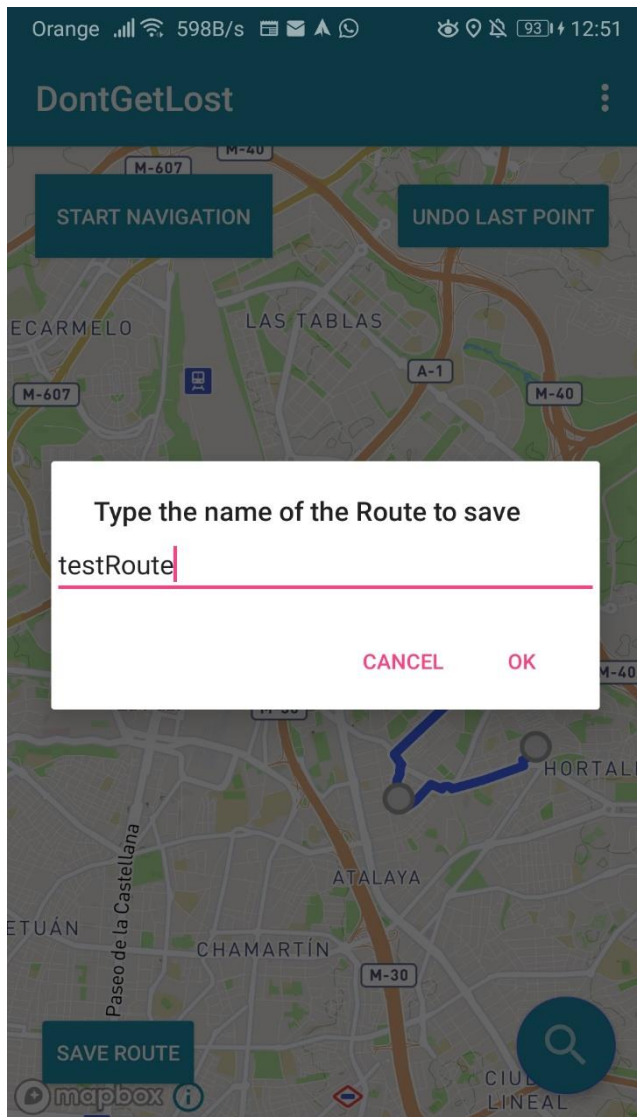 Orange 598B/s 93 12:51
DontGetLost
M-40
M-607
START NAVIGATION
UNDO LAST POINT
ECARMELO
LAS TABLAS
A-1
M-607
M-40
Type the name of the Route to save
testRoute
CANCEL
OK
M-40
M-30
HORTAL
Paseo de la Castellana
ATALAYA
ETUÁN
CHAMARTÍN
M-30
SAVE ROUTE
mapbox
CIU
LINEAL